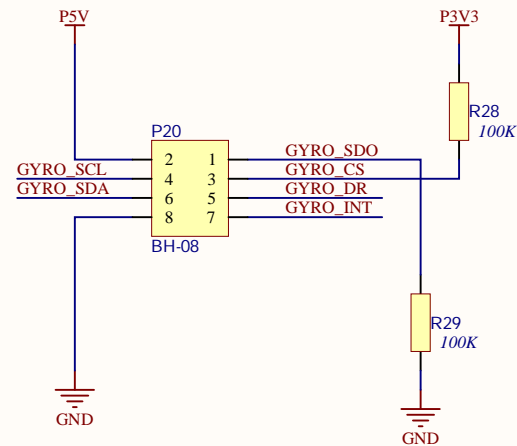 P5V
P3V3
R28
100K
P20
GYRO_SDO
2 1
GYRO_SCL
4 3
GYRO_CS
GYRO_SDA
6 5
GYRO_DR
8 7
GYRO_INT
BH-08
R29
100K
GND
GND